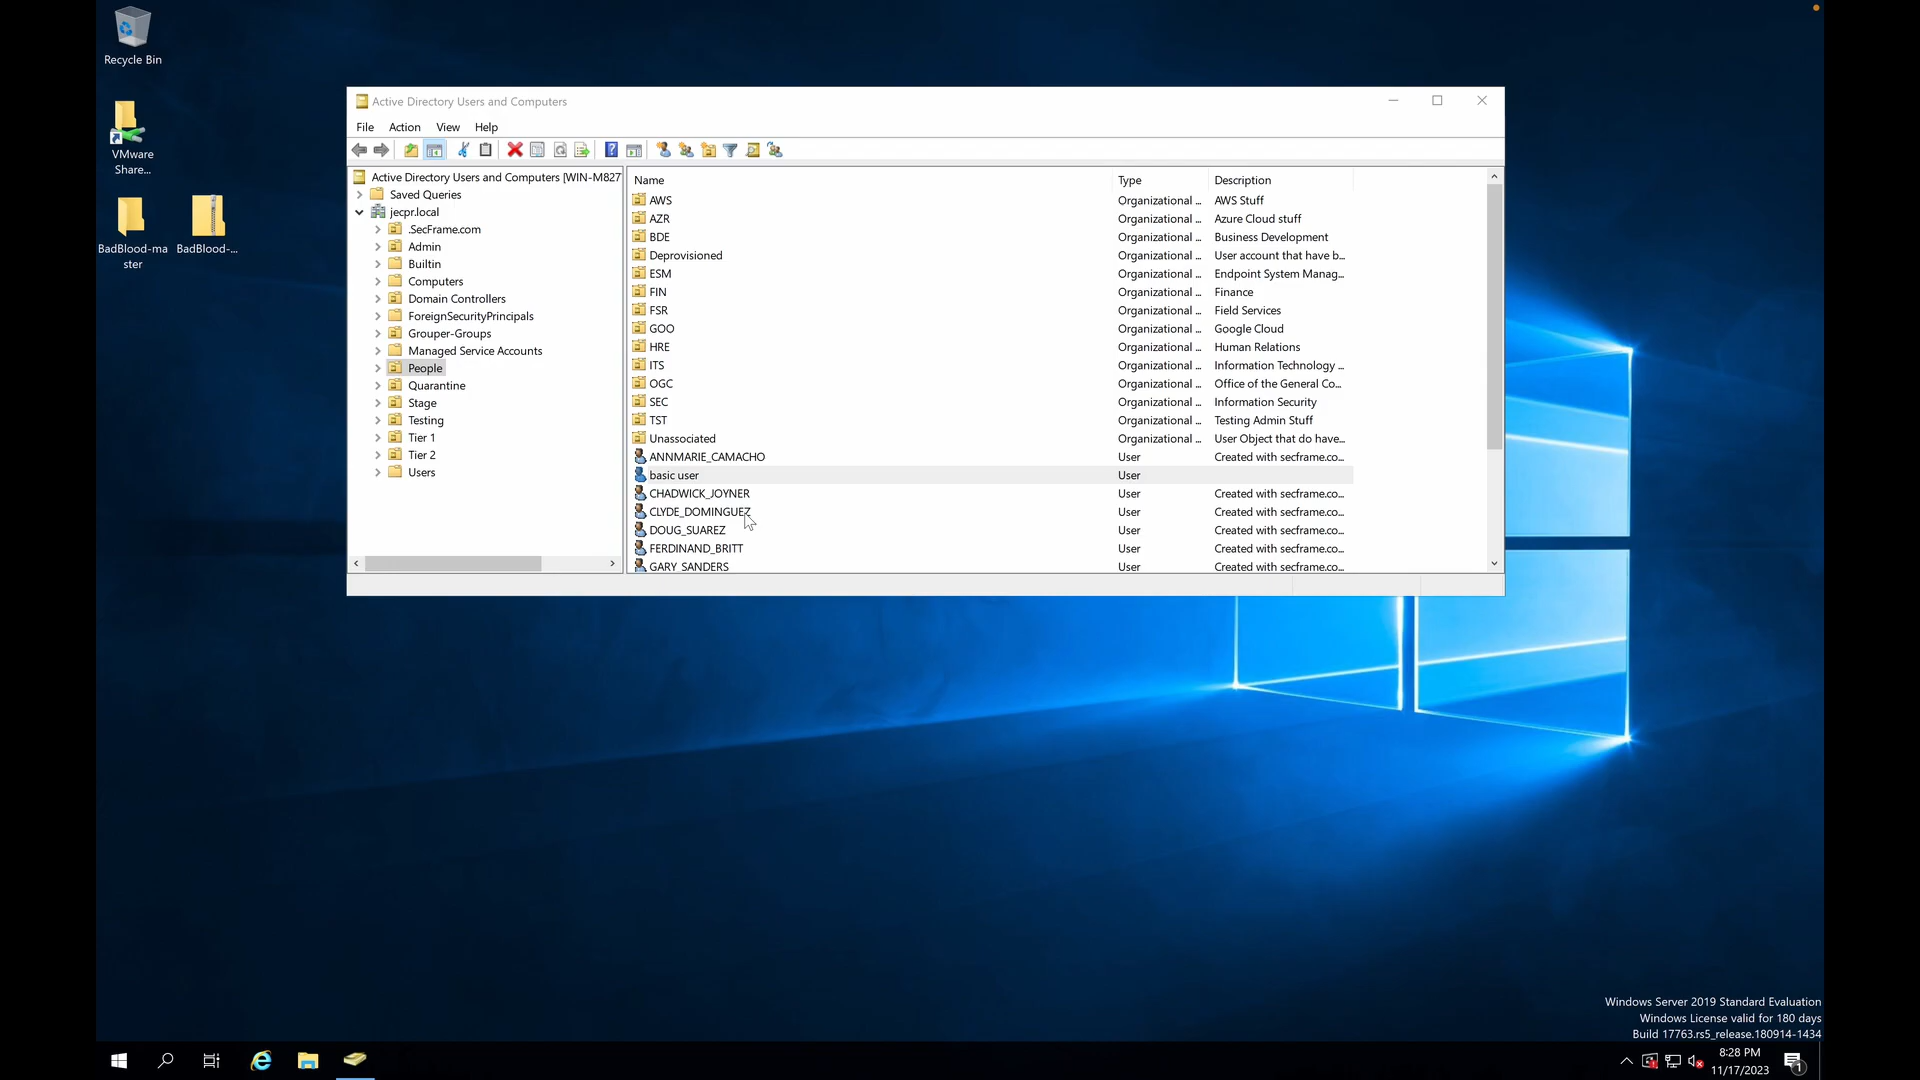 Recycle Bin
VMware
Share...
BadBlood-ma
ster
BadBlood-...
Active Directory Users and Computers
File Action View Help
Active Directory Users and Computers [WIN-M827
Saved Queries
jecpr.local
.SecFrame.com
Admin
Builtin
Computers
Domain Controllers
ForeignSecurityPrincipals
Grouper-Groups
Managed Service Accounts
People
Quarantine
Stage
Testing
Tier 1
Tier 2
Users
Name Type Description
AWS Organizational ... AWS Stuff
AZR Organizational ... Azure Cloud stuff
BDE Organizational ... Business Development
Deprovisioned Organizational ... User account that have b...
ESM Organizational ... Endpoint System Manag...
FIN Organizational ... Finance
FSR Organizational ... Field Services
GOO Organizational ... Google Cloud
HRE Organizational ... Human Relations
ITS Organizational ... Information Technology ...
OGC Organizational ... Office of the General Co...
SEC Organizational ... Information Security
TST Organizational ... Testing Admin Stuff
Unassociated Organizational ... User Object that do have...
ANNMARIE_CAMACHO User Created with secframe.co...
basic user User
CHADWICK_JOYNER User Created with secframe.co...
CLYDE_DOMINGUEZ User Created with secframe.co...
DOUG_SUAREZ User Created with secframe.co...
FERDINAND_BRITT User Created with secframe.co...
GARY_SANDERS User Created with secframe.co...
Windows Server 2019 Standard Evaluation
Windows License valid for 180 days
Build 17763.rs5_release.180914-1434
8:28 PM
11/17/2023
1